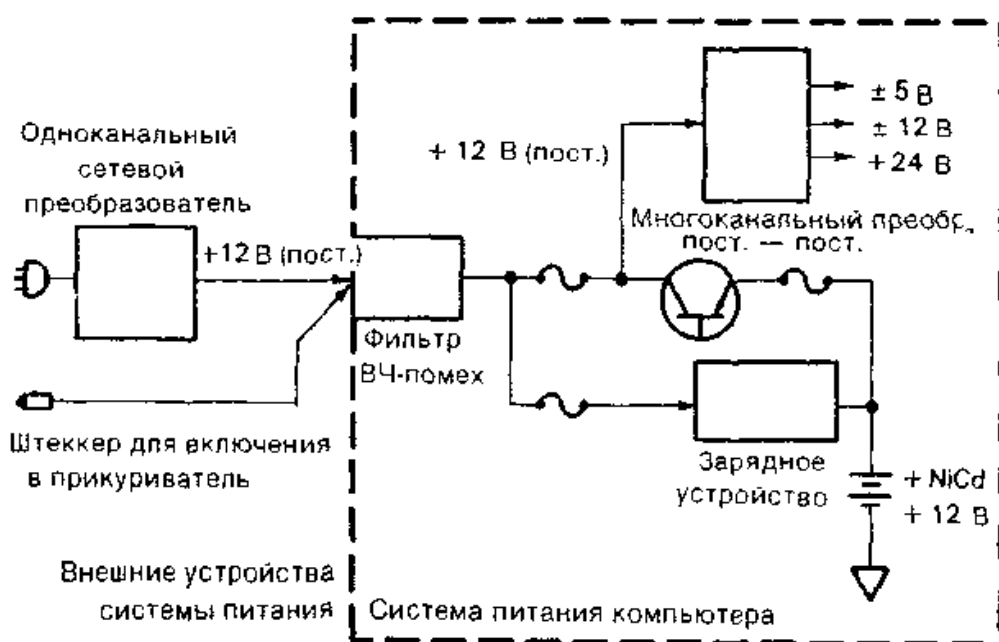 Одноканальный
сетевой
преобразователь
+12 В (пост.)
Штеккер для включения
в прикуриватель
Внешние устройства
системы питания
Фильтр
ВЧ-помех
+ 12 В (пост.)
± 5 В
± 12 В
+24 В
Многоканальный преобр.
пост. — пост.
Зарядное
устройство
+ NiCd
+ 12 В
Система питания компьютера